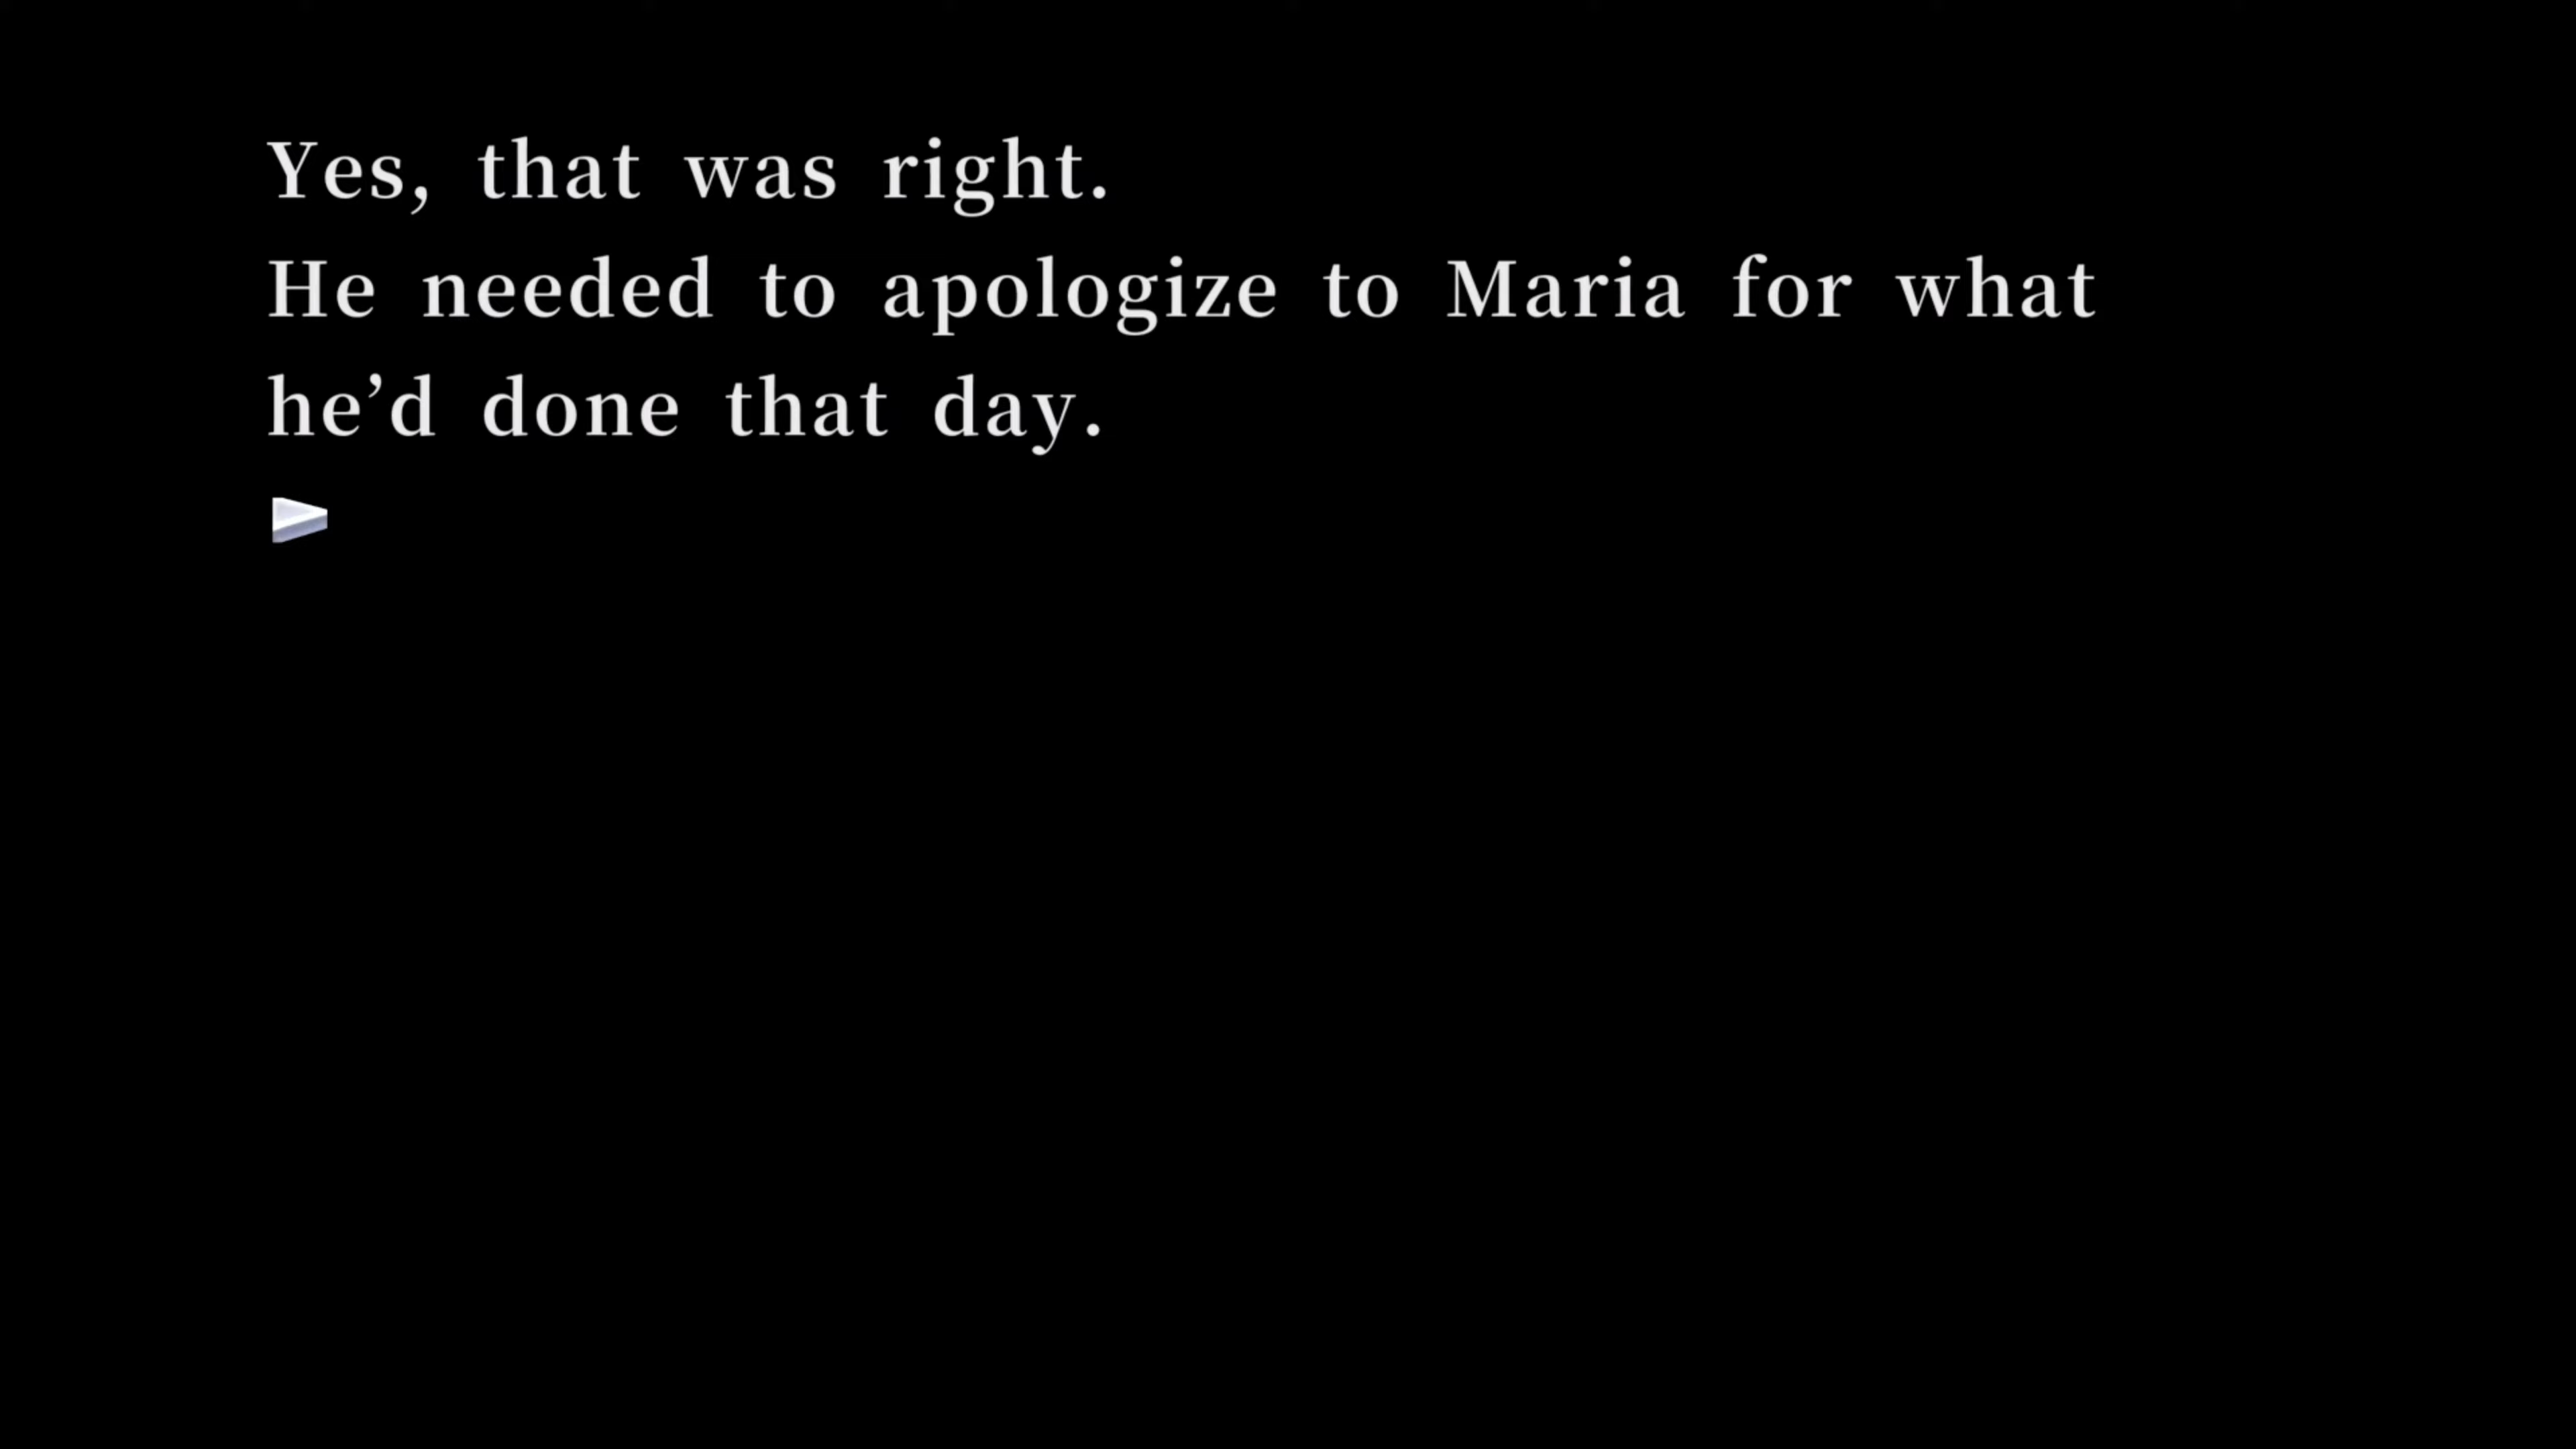 Yes, that was right.
He needed to apologize to Maria for what
he’d done that day.